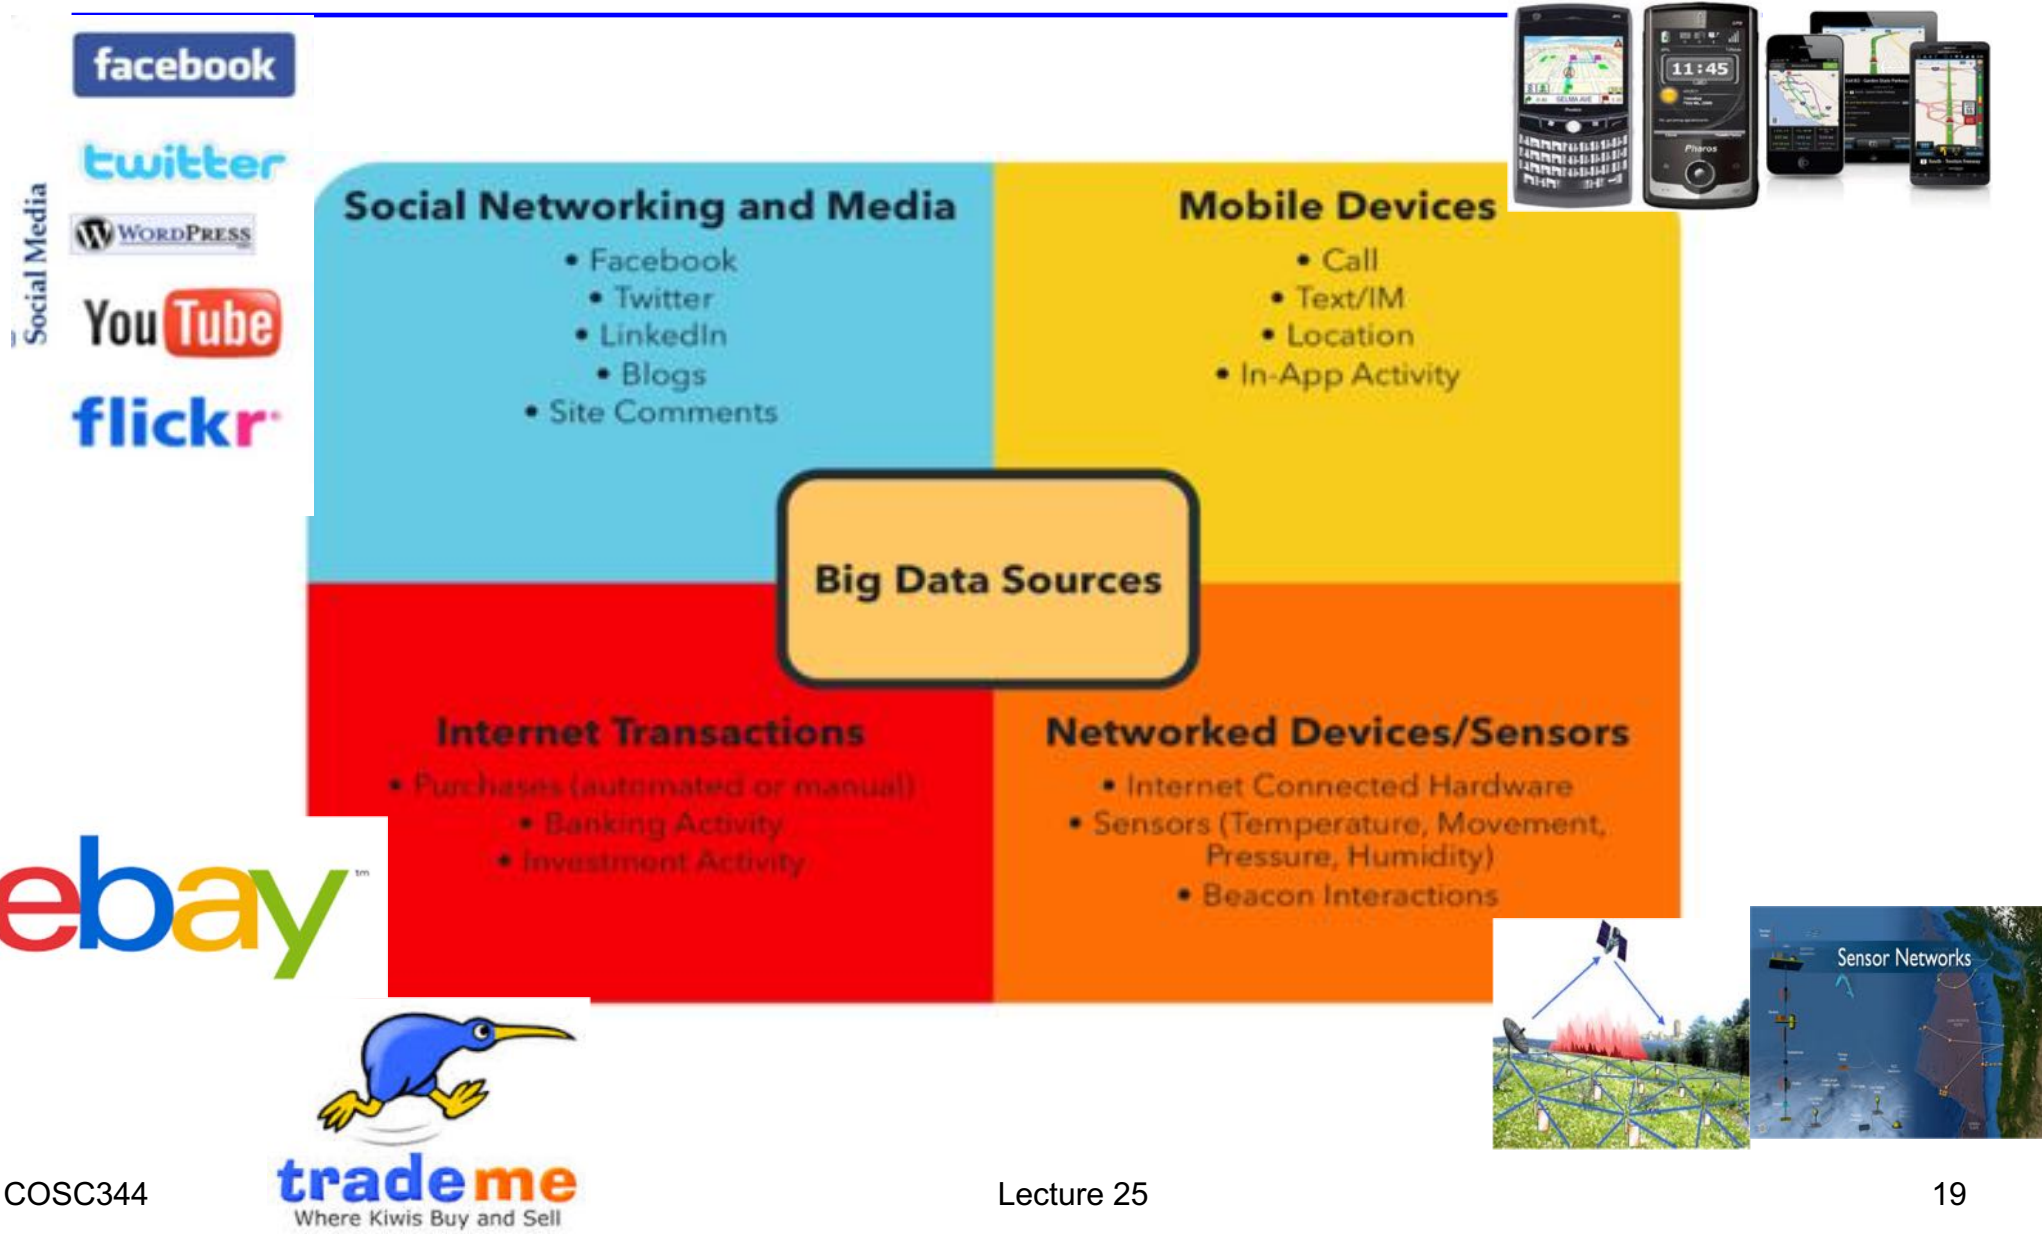 facebook
twitter
WORDPRESS
YouTube
flickr
Social Media
Social Networking and Media
• Facebook
• Twitter
• LinkedIn
• Blogs
• Site Comments
Mobile Devices
• Call
• Text/IM
• Location
• In-App Activity
11:45
Pharos
Big Data Sources
Internet Transactions
• Purchases (automated or manual)
• Banking Activity
• Investment Activity
Networked Devices/Sensors
• Internet Connected Hardware
• Sensors (Temperature, Movement,
Pressure, Humidity)
• Beacon Interactions
ebay™
Sensor Networks
trademe
Where Kiwis Buy and Sell
COSC344
Lecture 25
19